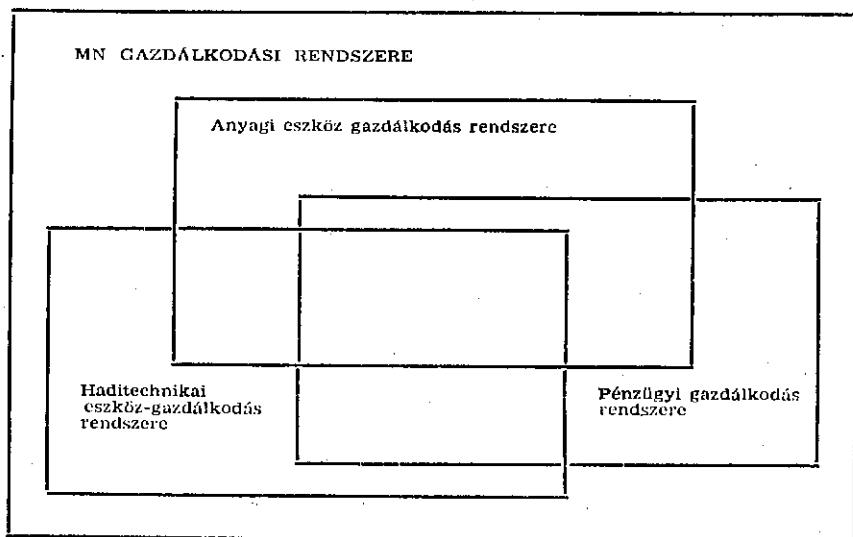 MN GAZDÁLKODÁSI RENDSZERE
Anyagi eszköz gazdálkodás rendszere
Haditechnikai
eszköz-gazdálkodás
rendszere
Pénzügyi gazdálkodás
rendszere